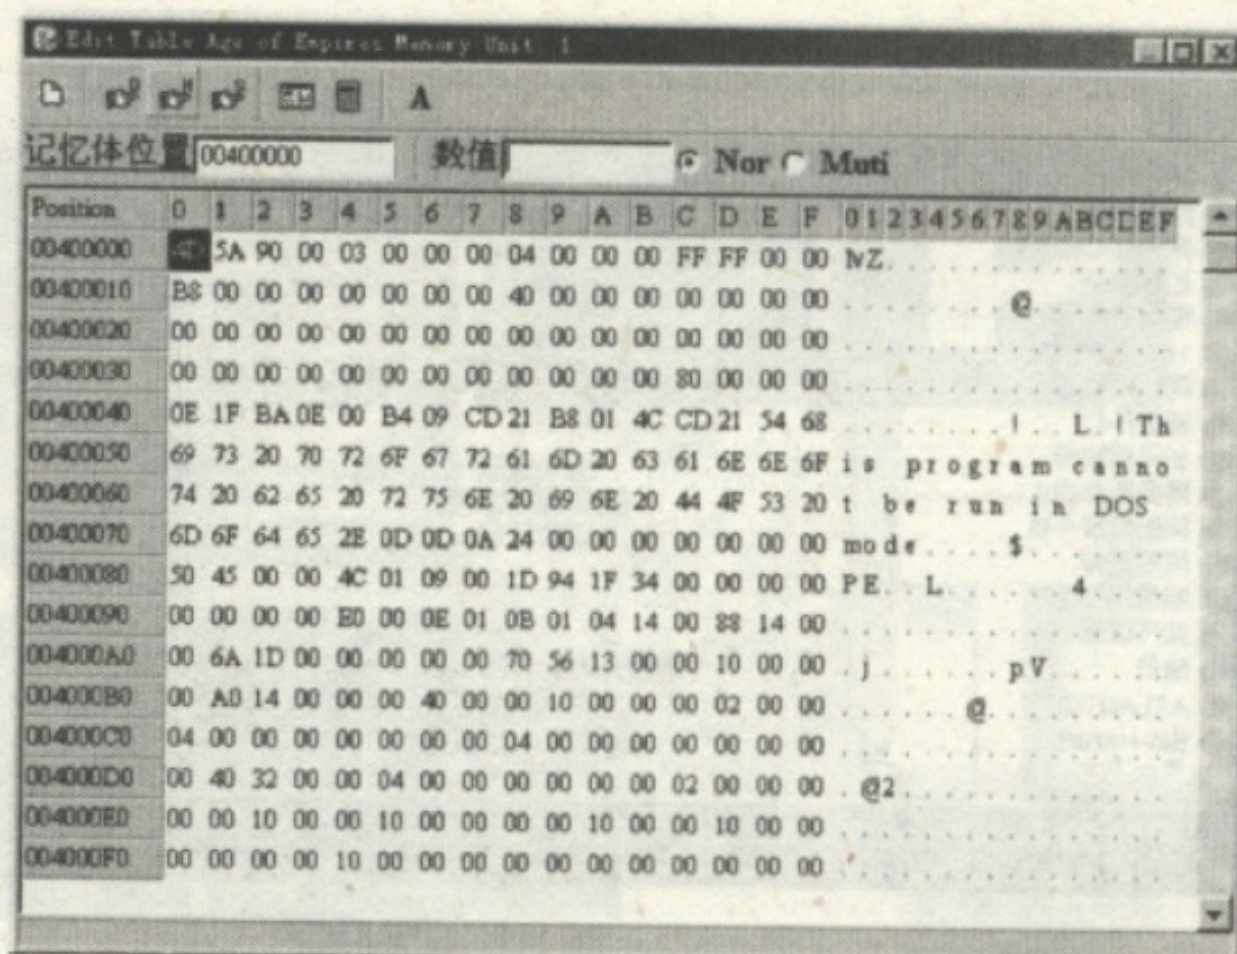 Edit Table Age of Empires Memory Unit 1
A
记忆体位置 00400000 数值 Nor Muti
Position 0 1 2 3 4 5 6 7 8 9 A B C D E F 0123456789ABCDEF
00400000 5A 90 00 03 00 00 00 04 00 00 00 FF FF 00 00 MZ. . . . . . . . . . . . . .
00400010 B8 00 00 00 00 00 00 00 40 00 00 00 00 00 00 00 . . . . . . . . @. . . . . . .
00400020 00 00 00 00 00 00 00 00 00 00 00 00 00 00 00 00 . . . . . . . . . . . . . . . .
00400030 00 00 00 00 00 00 00 00 00 00 00 00 80 00 00 00 . . . . . . . . . . . . . . . .
00400040 0E 1F BA 0E 00 B4 09 CD 21 B8 01 4C CD 21 54 68 . . . . . . . . ! . . L . ! Th
00400050 69 73 20 70 72 6F 67 72 61 6D 20 63 61 6E 6E 6F is program canno
00400060 74 20 62 65 20 72 75 6E 20 69 6E 20 44 4F 53 20 t be run in DOS
00400070 6D 6F 64 65 2E 0D 0D 0A 24 00 00 00 00 00 00 00 mode. . . . $. . . . . . .
00400080 50 45 00 00 4C 01 09 00 1D 94 1F 34 00 00 00 00 PE. . L. . . . . . 4. . . .
00400090 00 00 00 00 E0 00 0E 01 0B 01 04 14 00 88 14 00 . . . . . . . . . . . . . . . .
004000A0 00 6A 1D 00 00 00 00 00 70 56 13 00 00 10 00 00 . j . . . . . . pV. . . . . .
004000B0 00 A0 14 00 00 00 40 00 00 10 00 00 00 02 00 00 . . . . . . @. . . . . . . . .
004000C0 04 00 00 00 00 00 00 00 04 00 00 00 00 00 00 00 . . . . . . . . . . . . . . . .
004000D0 00 40 32 00 00 04 00 00 00 00 00 00 02 00 00 00 . @2. . . . . . . . . . . . .
004000E0 00 00 10 00 00 10 00 00 00 00 10 00 00 10 00 00 . . . . . . . . . . . . . . . .
004000F0 00 00 00 00 10 00 00 00 00 00 00 00 00 00 00 00 . . . . . . . . . . . . . . . .